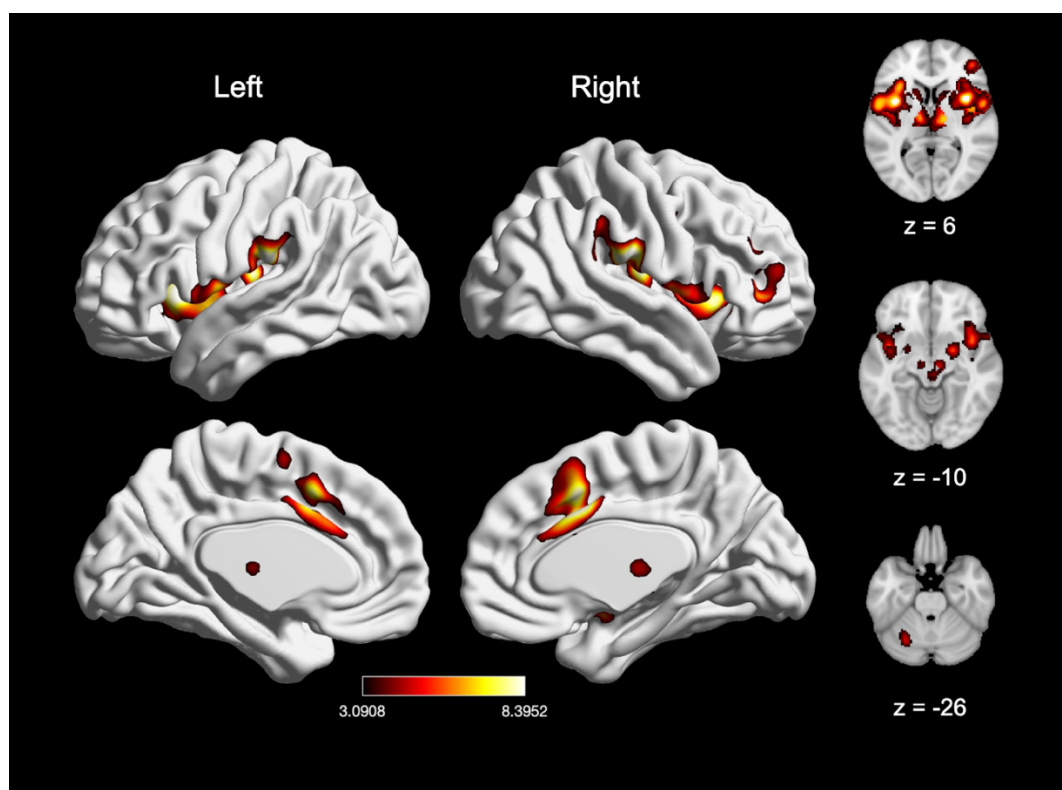 Left
Right
z = 6
z = -10
z = -26
3.0908
8.3952